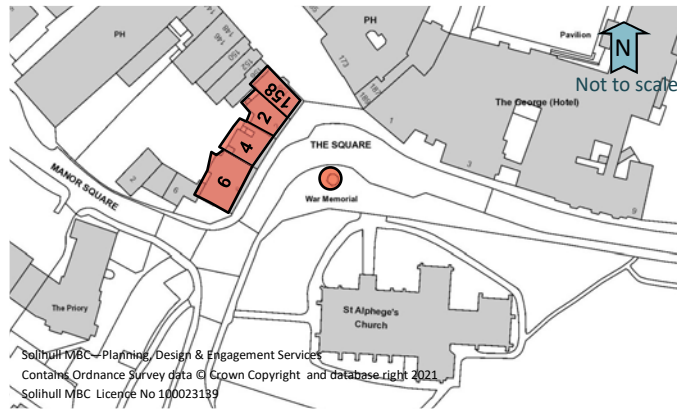 PH
148
146
150
152
158
2
4
6
2
6
MANOR SQUARE
The Priory
PH
173
187
189
1
THE SQUARE
3
War Memorial
St Alphege's
Church
Pavilion
N
Not to scale
The George (Hotel)
9
Solihull MBC—Planning, Design & Engagement Services
Contains Ordnance Survey data © Crown Copyright and database right 2021
Solihull MBC Licence No 100023139